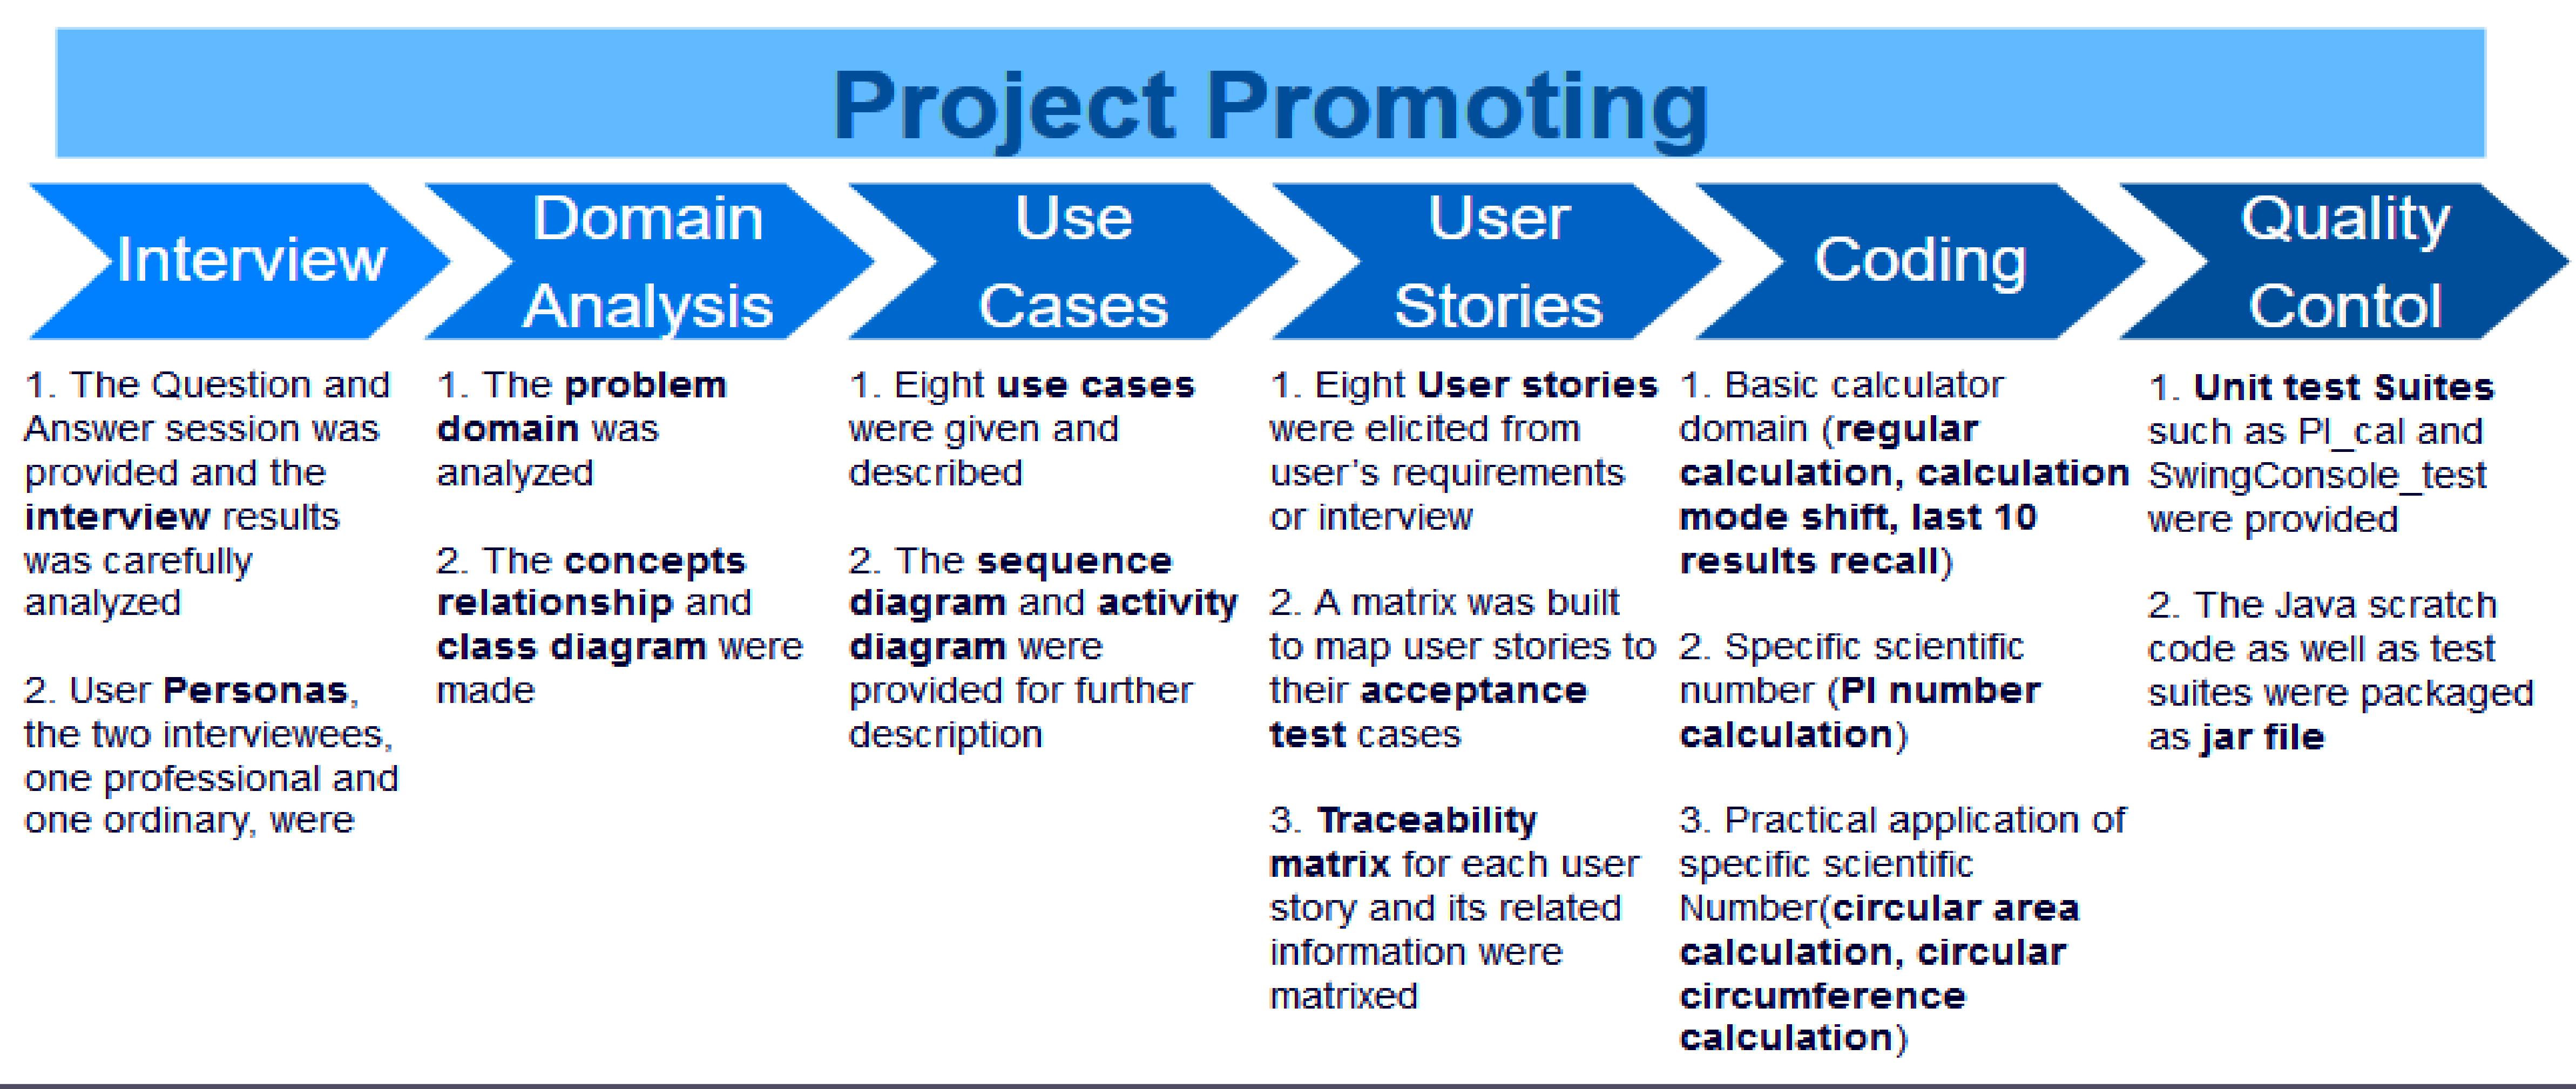 Project Promoting
Interview
Domain
Analysis
Use
Cases
User
Stories
Coding
Quality
Contol
1. The Question and
Answer session was
provided and the
interview results
was carefully
analyzed
2. User Personas,
the two interviewees,
one professional and
one ordinary, were
1. The problem
domain was
analyzed
2. The concepts
relationship and
class diagram were
made
1. Eight use cases
were given and
described
2. The sequence
diagram and activity
diagram were
provided for further
description
1. Eight User stories
were elicited from
user's requirements
or interview
2. A matrix was built
to map user stories to
their acceptance
test cases
3. Traceability
matrix for each user
story and its related
information were
matrixed
1. Basic calculator
domain (regular
calculation, calculation
mode shift, last 10
results recall)
2. Specific scientific
number (PI number
calculation)
3. Practical application of
specific scientific
Number(circular area
calculation, circular
circumference
calculation)
1. Unit test Suites
such as PI_cal and
SwingConsole_test
were provided
2. The Java scratch
code as well as test
suites were packaged
as jar file